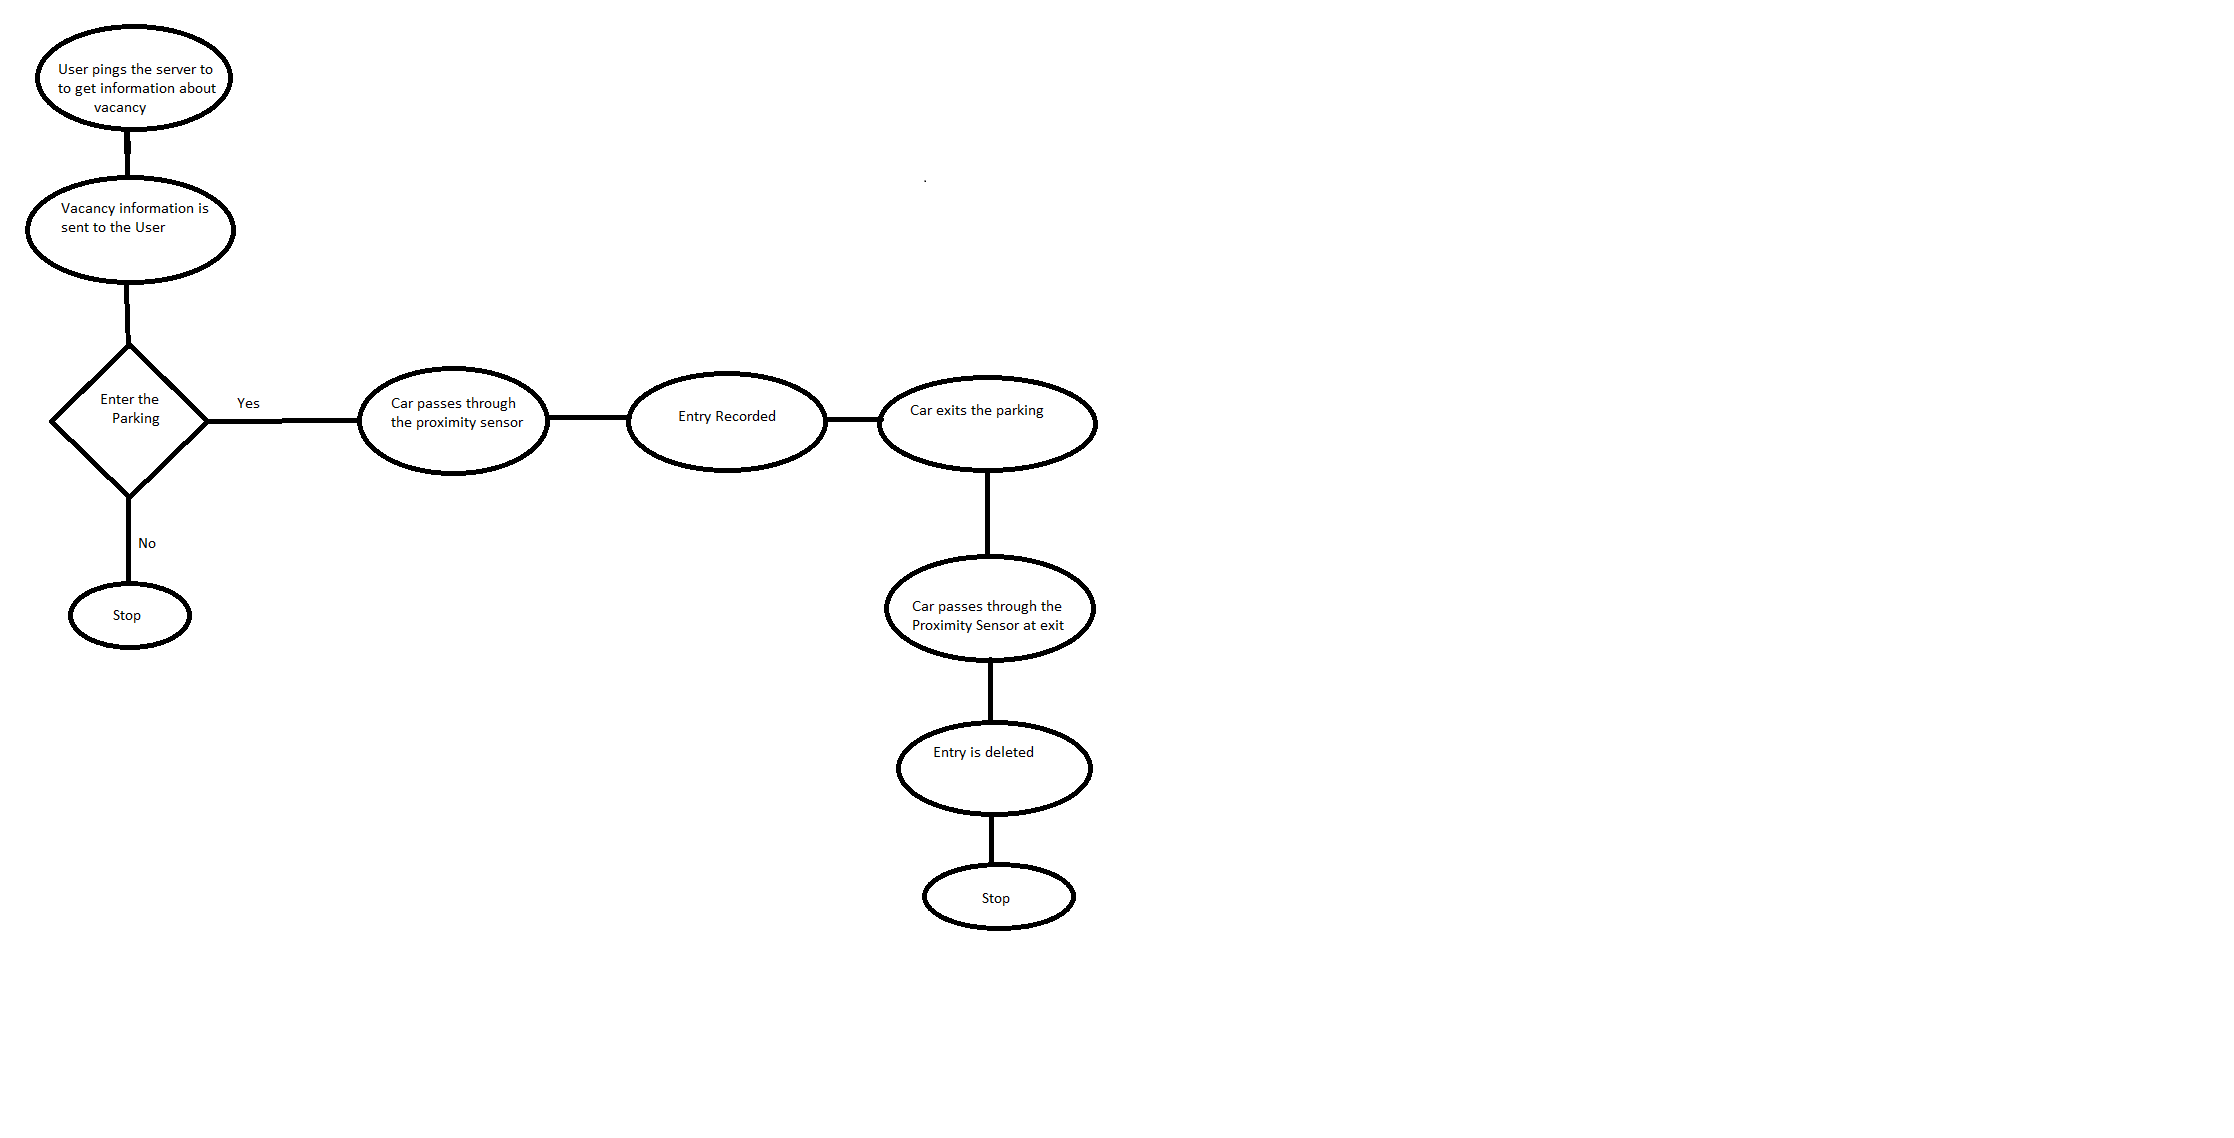 User pings the server to
to get information about
vacancy
Vacancy information is
sent to the User
Enter the
Parking
Yes
Car passes through
the proximity sensor
Entry Recorded
Car exits the parking
No
Stop
Car passes through the
Proximity Sensor at exit
Entry is deleted
Stop